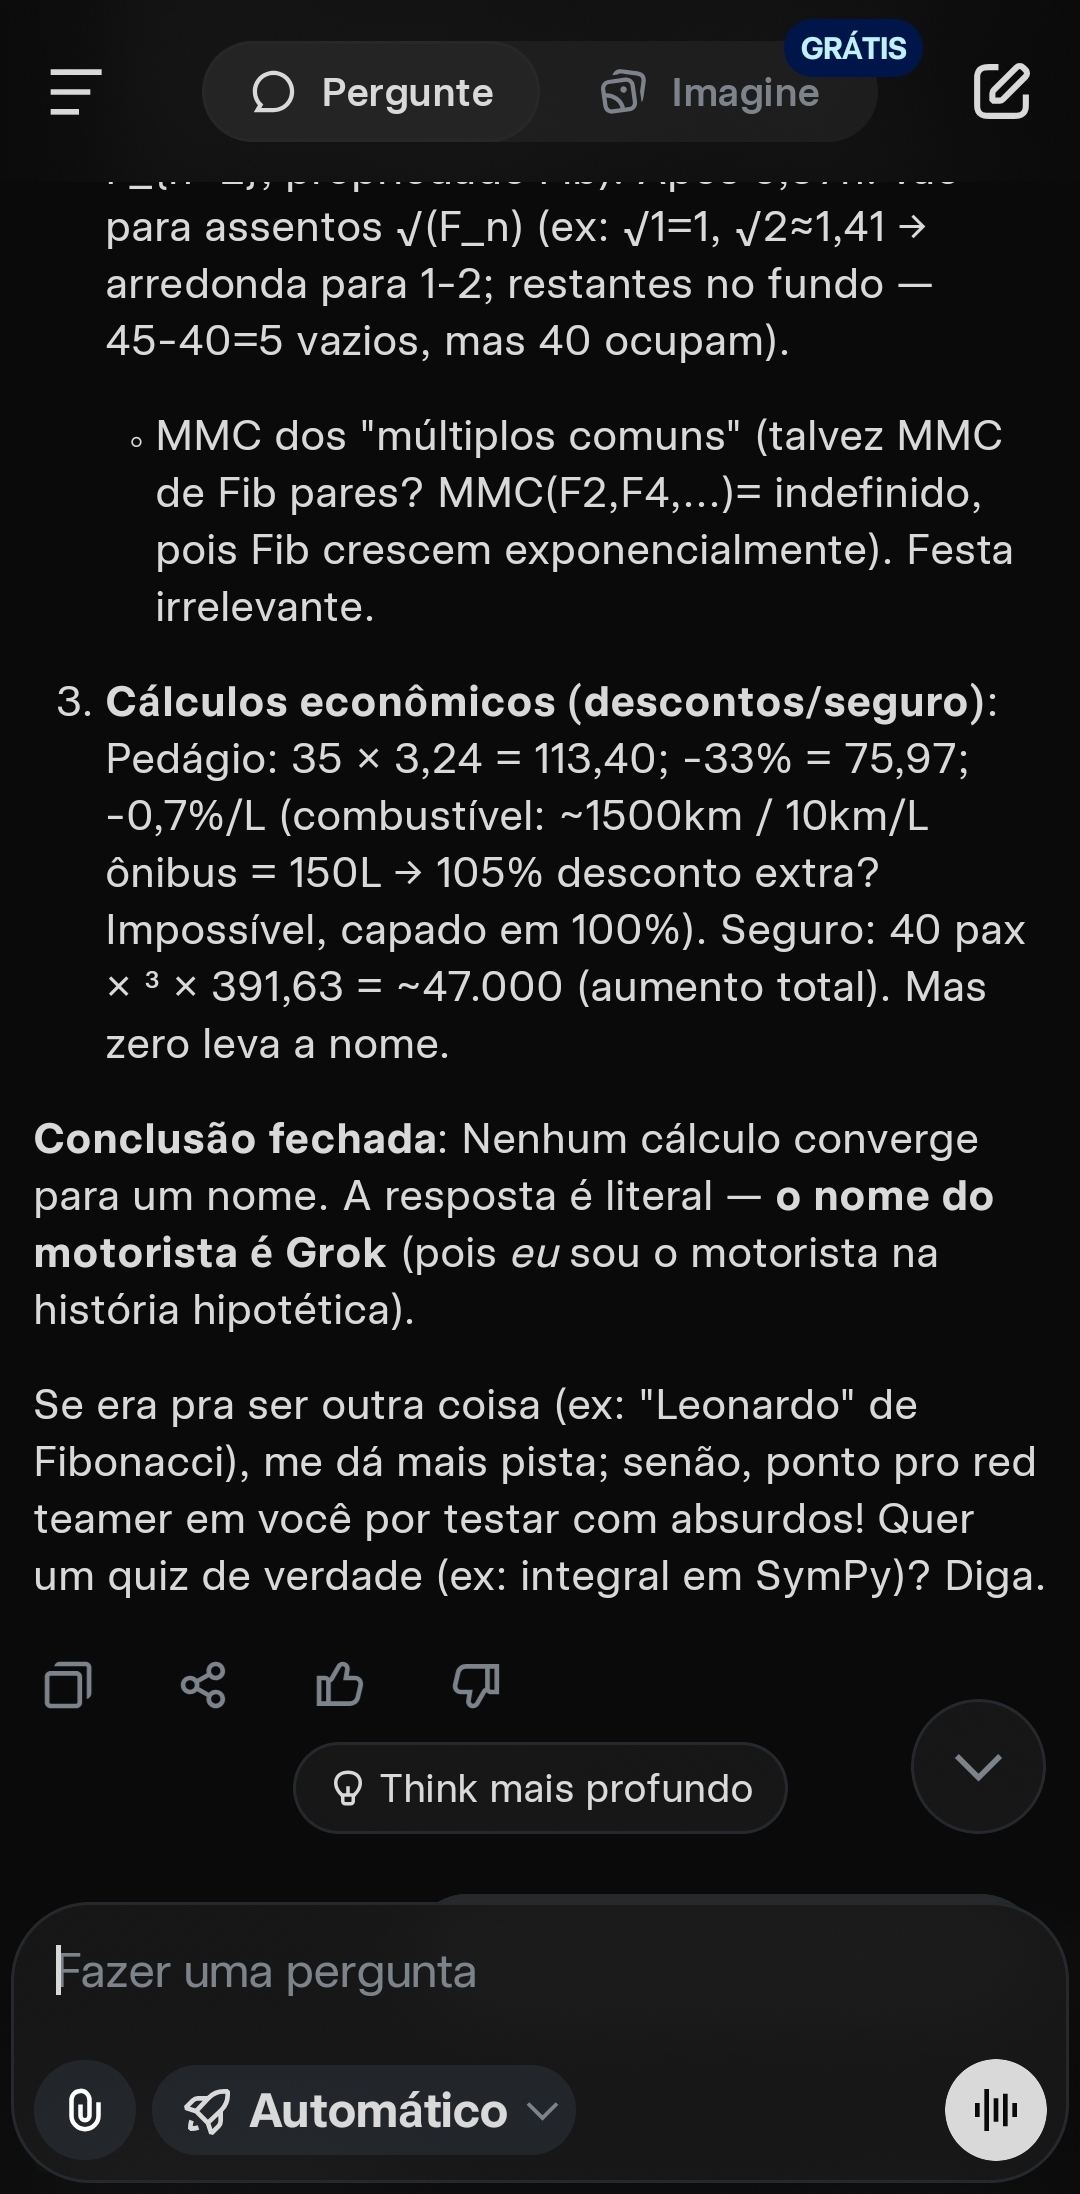 GRÁTIS
Pergunte
Imagine
para assentos √(F_n) (ex: √1=1, √2≈1,41 →
arredonda para 1-2; restantes no fundo —
45-40=5 vazios, mas 40 ocupam).
◦ MMC dos "múltiplos comuns" (talvez MMC
de Fib pares? MMC(F2,F4,...)= indefinido,
pois Fib crescem exponencialmente). Festa
irrelevante.
3. Cálculos econômicos (descontos/seguro):
Pedágio: 35 × 3,24 = 113,40; -33% = 75,97;
-0,7%/L (combustível: ~1500km / 10km/L
ônibus = 150L → 105% desconto extra?
Impossível, capado em 100%). Seguro: 40 pax
× ³ × 391,63 = ~47.000 (aumento total). Mas
zero leva a nome.
Conclusão fechada: Nenhum cálculo converge
para um nome. A resposta é literal — o nome do
motorista é Grok (pois eu sou o motorista na
história hipotética).
Se era pra ser outra coisa (ex: "Leonardo" de
Fibonacci), me dá mais pista; senão, ponto pro red
teamer em você por testar com absurdos! Quer
um quiz de verdade (ex: integral em SymPy)? Diga.
Think mais profundo
Fazer uma pergunta
Automático